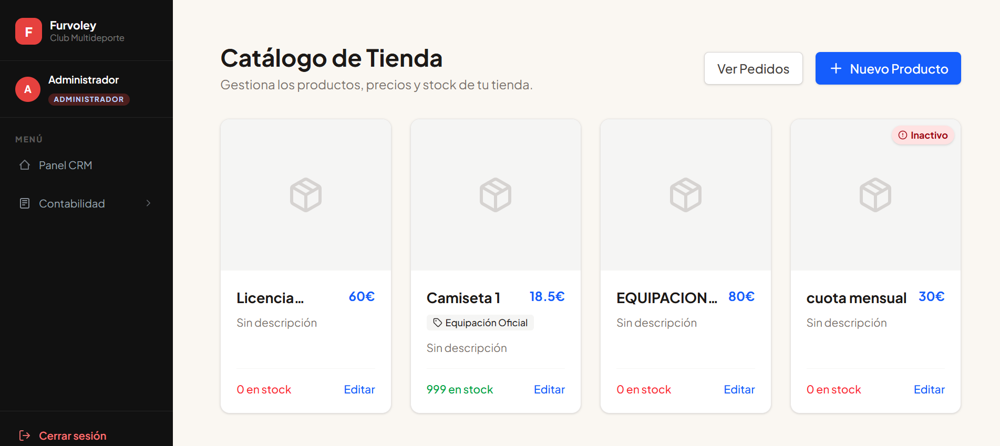 F
Furvoley
Club Multideporte
A
Administrador
ADMINISTRADOR
MENÚ
Panel CRM
Contabilidad
Cerrar sesión
Catálogo de Tienda
Gestiona los productos, precios y stock de tu tienda.
Ver Pedidos
Nuevo Producto
Licencia...
60€
Sin descripción
0 en stock
Editar
Camiseta 1
18.5€
Equipación Oficial
Sin descripción
999 en stock
Editar
EQUIPACION...
80€
Sin descripción
0 en stock
Editar
Inactivo
cuota mensual
30€
Sin descripción
0 en stock
Editar